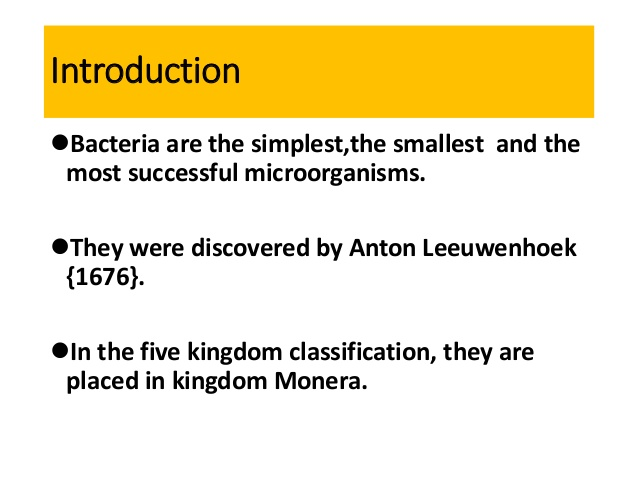 Introduction
●Bacteria are the simplest,the smallest  and the
most successful microorganisms.
●They were discovered by Anton Leeuwenhoek
{1676}.
●In the five kingdom classification, they are
placed in kingdom Monera.